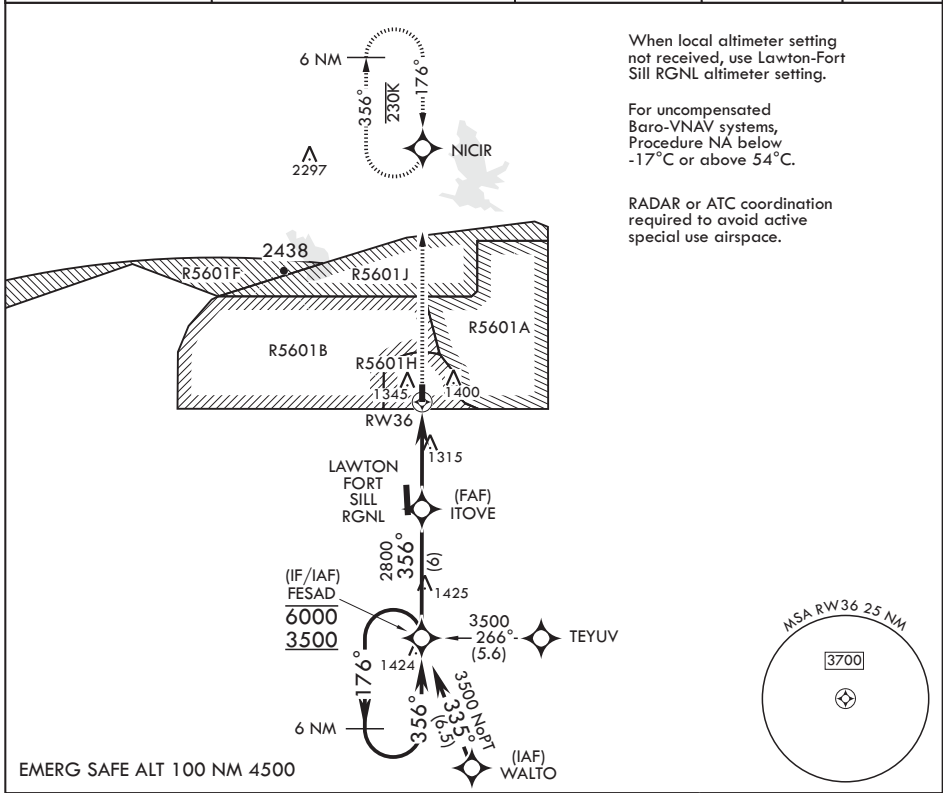 When local altimeter setting
not received, use Lawton-Fort
Sill RGNL altimeter setting.
For uncompensated
Baro-VNAV systems,
Procedure NA below
-17°C or above 54°C.
RADAR or ATC coordination
required to avoid active
special use airspace.
6 NM
356°
230K
176°
NICIR
2297
2438
R5601F
R5601J
R5601A
R5601B
R5601H
1345
1400
RW36
1315
LAWTON
FORT
SILL
RGNL
(FAF)
ITOVE
2800
356°
(6)
1425
(IF/IAF)
FESAD
6000
3500
3500
266°
(5.6)
TEYUV
1424
176°
6 NM
356°
3500 NoPT
335°
(6.5)
(IAF)
WALTO
MSA RW36 25 NM
3700
EMERG SAFE ALT 100 NM 4500